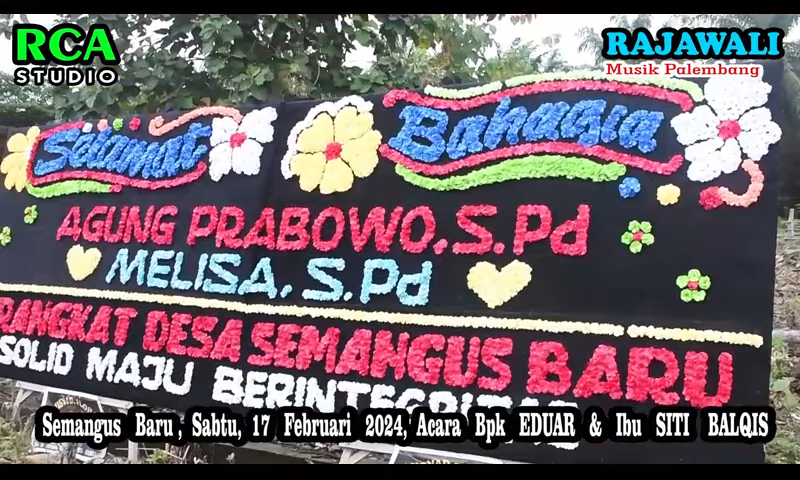 RCA
STUDIO
RAJAWALI
Musik Palembang
Selamat Bahagia
AGUNG PRABOWO, S.Pd
MELISA, S.Pd
RANGKAT DESA SEMANGUS BARU
SOLID MAJU BERINTEGRITAS
Semangus Baru, Sabtu, 17 Februari 2024, Acara Bpk EDUAR & Ibu SITI BALQIS